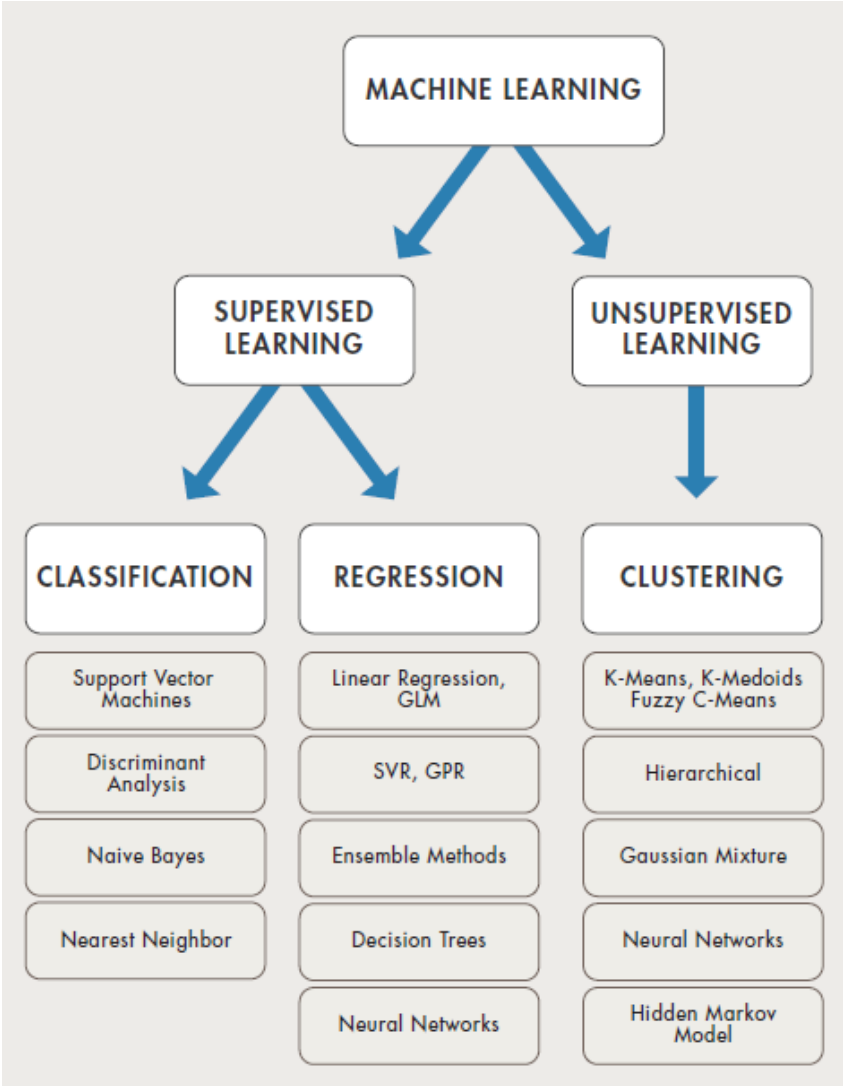 MACHINE LEARNING
SUPERVISED
LEARNING
UNSUPERVISED
LEARNING
CLASSIFICATION
Support Vector
Machines
Discriminant
Analysis
Naive Bayes
Nearest Neighbor
REGRESSION
Linear Regression,
GLM
SVR, GPR
Ensemble Methods
Decision Trees
Neural Networks
CLUSTERING
K-Means, K-Medoids
Fuzzy C-Means
Hierarchical
Gaussian Mixture
Neural Networks
Hidden Markov
Model